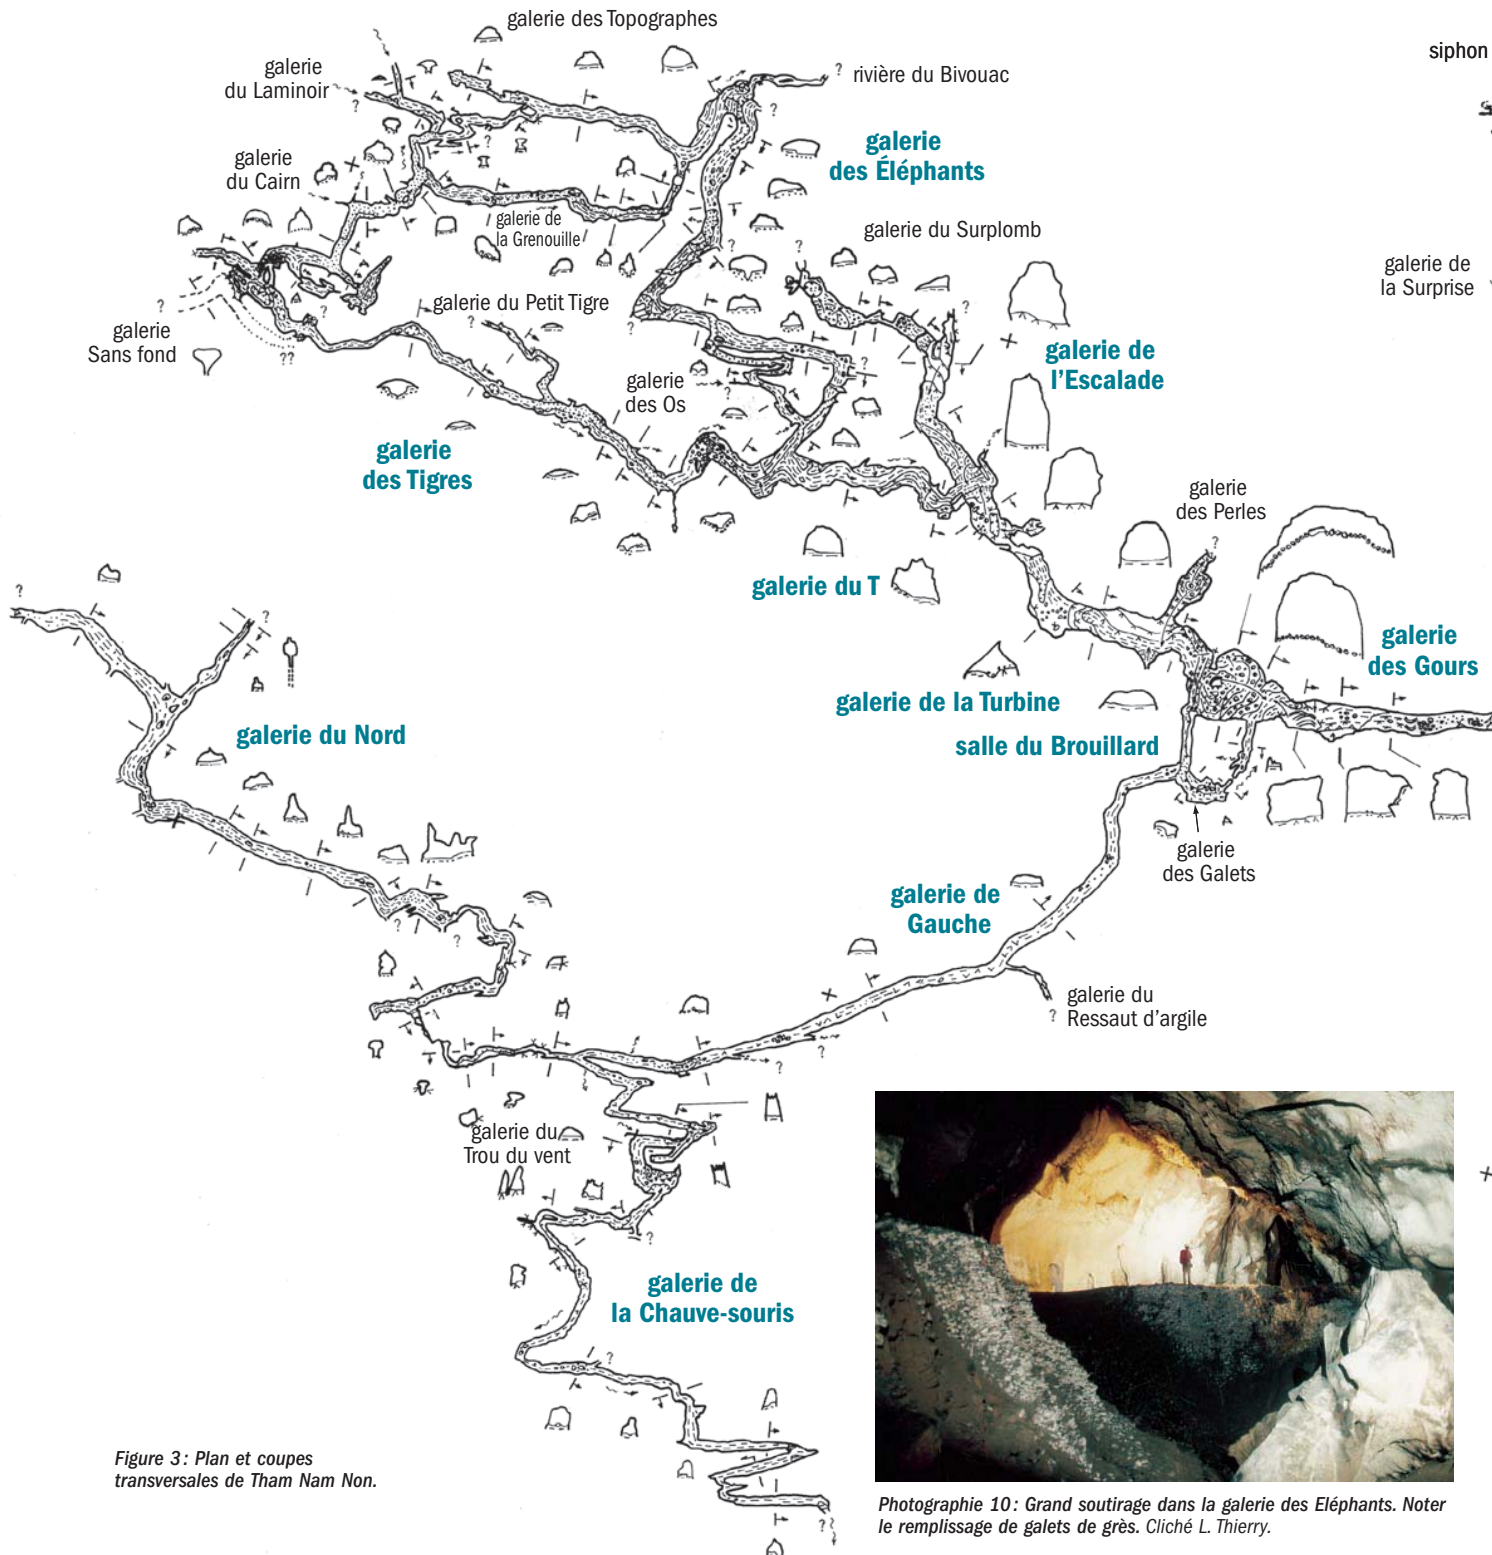 galerie des Topographes
siphon
galerie
du Laminoir
rivière du Bivouac
galerie
des Éléphants
galerie
du Cairn
galerie de
la Grenouille
galerie du Surplomb
galerie de
la Surprise
galerie du Petit Tigre
galerie
Sans fond
galerie de
l'Escalade
galerie
des Os
galerie
des Tigres
galerie
des Perles
galerie du T
galerie
des Gours
galerie de la Turbine
galerie du Nord
salle du Brouillard
galerie
des Galets
galerie de
Gauche
galerie du
Ressaut d'argile
galerie du
Trou du vent
galerie de
la Chauve-souris
Figure 3 : Plan et coupes
transversales de Tham Nam Non.
Photographie 10 : Grand soutirage dans la galerie des Eléphants. Noter
le remplissage de galets de grès. Cliché L. Thierry.